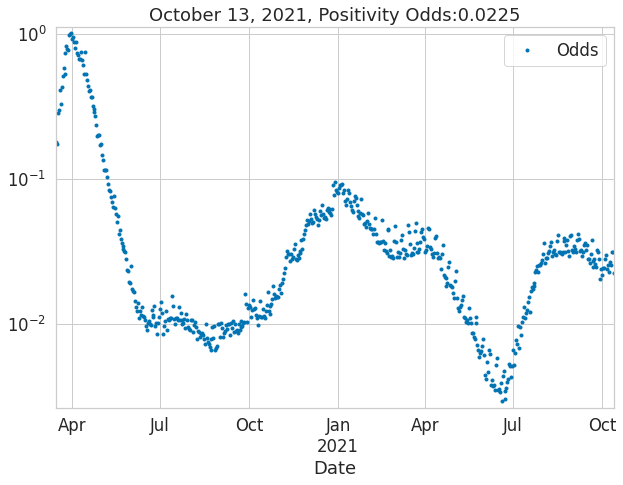 October 13, 2021, Positivity Odds:0.0225
Odds
10⁰
10⁻¹
10⁻²
Apr Jul Oct Jan Apr Jul Oct
2021
Date